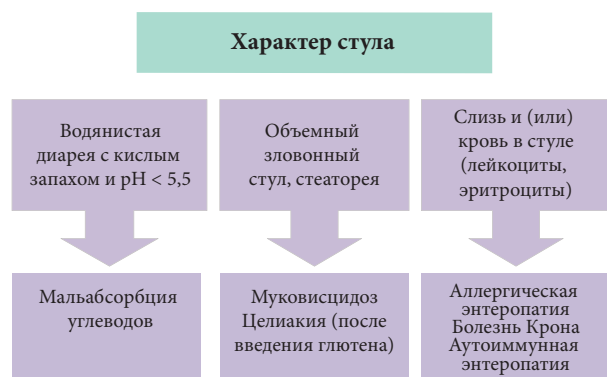 Характер стула
Водянистая
диарея с кислым
запахом и pH < 5,5
Объемный
зловонный
стул, стеаторея
Слизь и (или)
кровь в стуле
(лейкоциты,
эритроциты)
Мальабсорбция
углеводов
Муковисцидоз
Целиакия (после
введения глютена)
Аллергическая
энтеропатия
Болезнь Крона
Аутоиммунная
энтеропатия